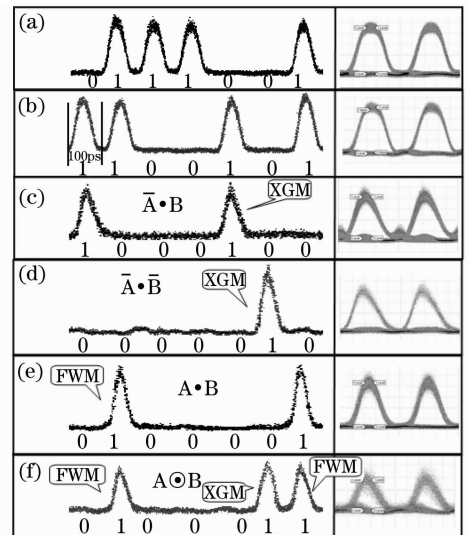 (a)
0 1 1 1 0 0 1
(b)
100ps
1 1 0 0 1 0 1
(c) A̅•B XGM
1 0 0 0 1 0 0
(d) A̅•B̅ XGM
0 0 0 0 0 1 0
(e) FWM A•B
0 1 0 0 0 0 1
(f) FWM A⊙B XGM FWM
0 1 0 0 0 1 1